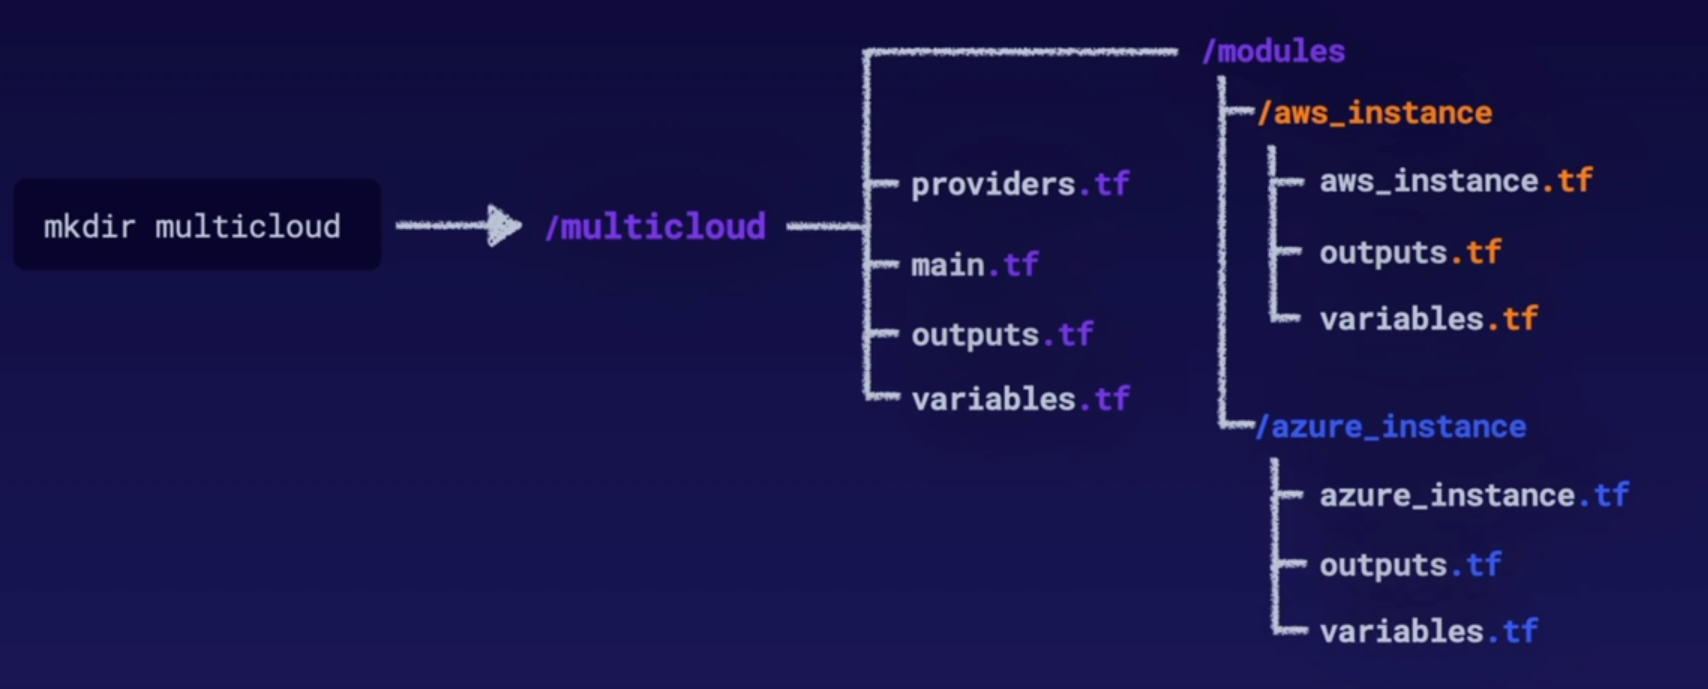 mkdir multicloud
/multicloud
providers.tf
main.tf
outputs.tf
variables.tf
/modules
/aws_instance
aws_instance.tf
outputs.tf
variables.tf
/azure_instance
azure_instance.tf
outputs.tf
variables.tf